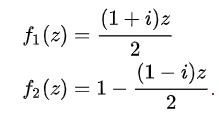 f₁(z) = (1 + i)z / 2
f₂(z) = 1 − (1 − i)z / 2.